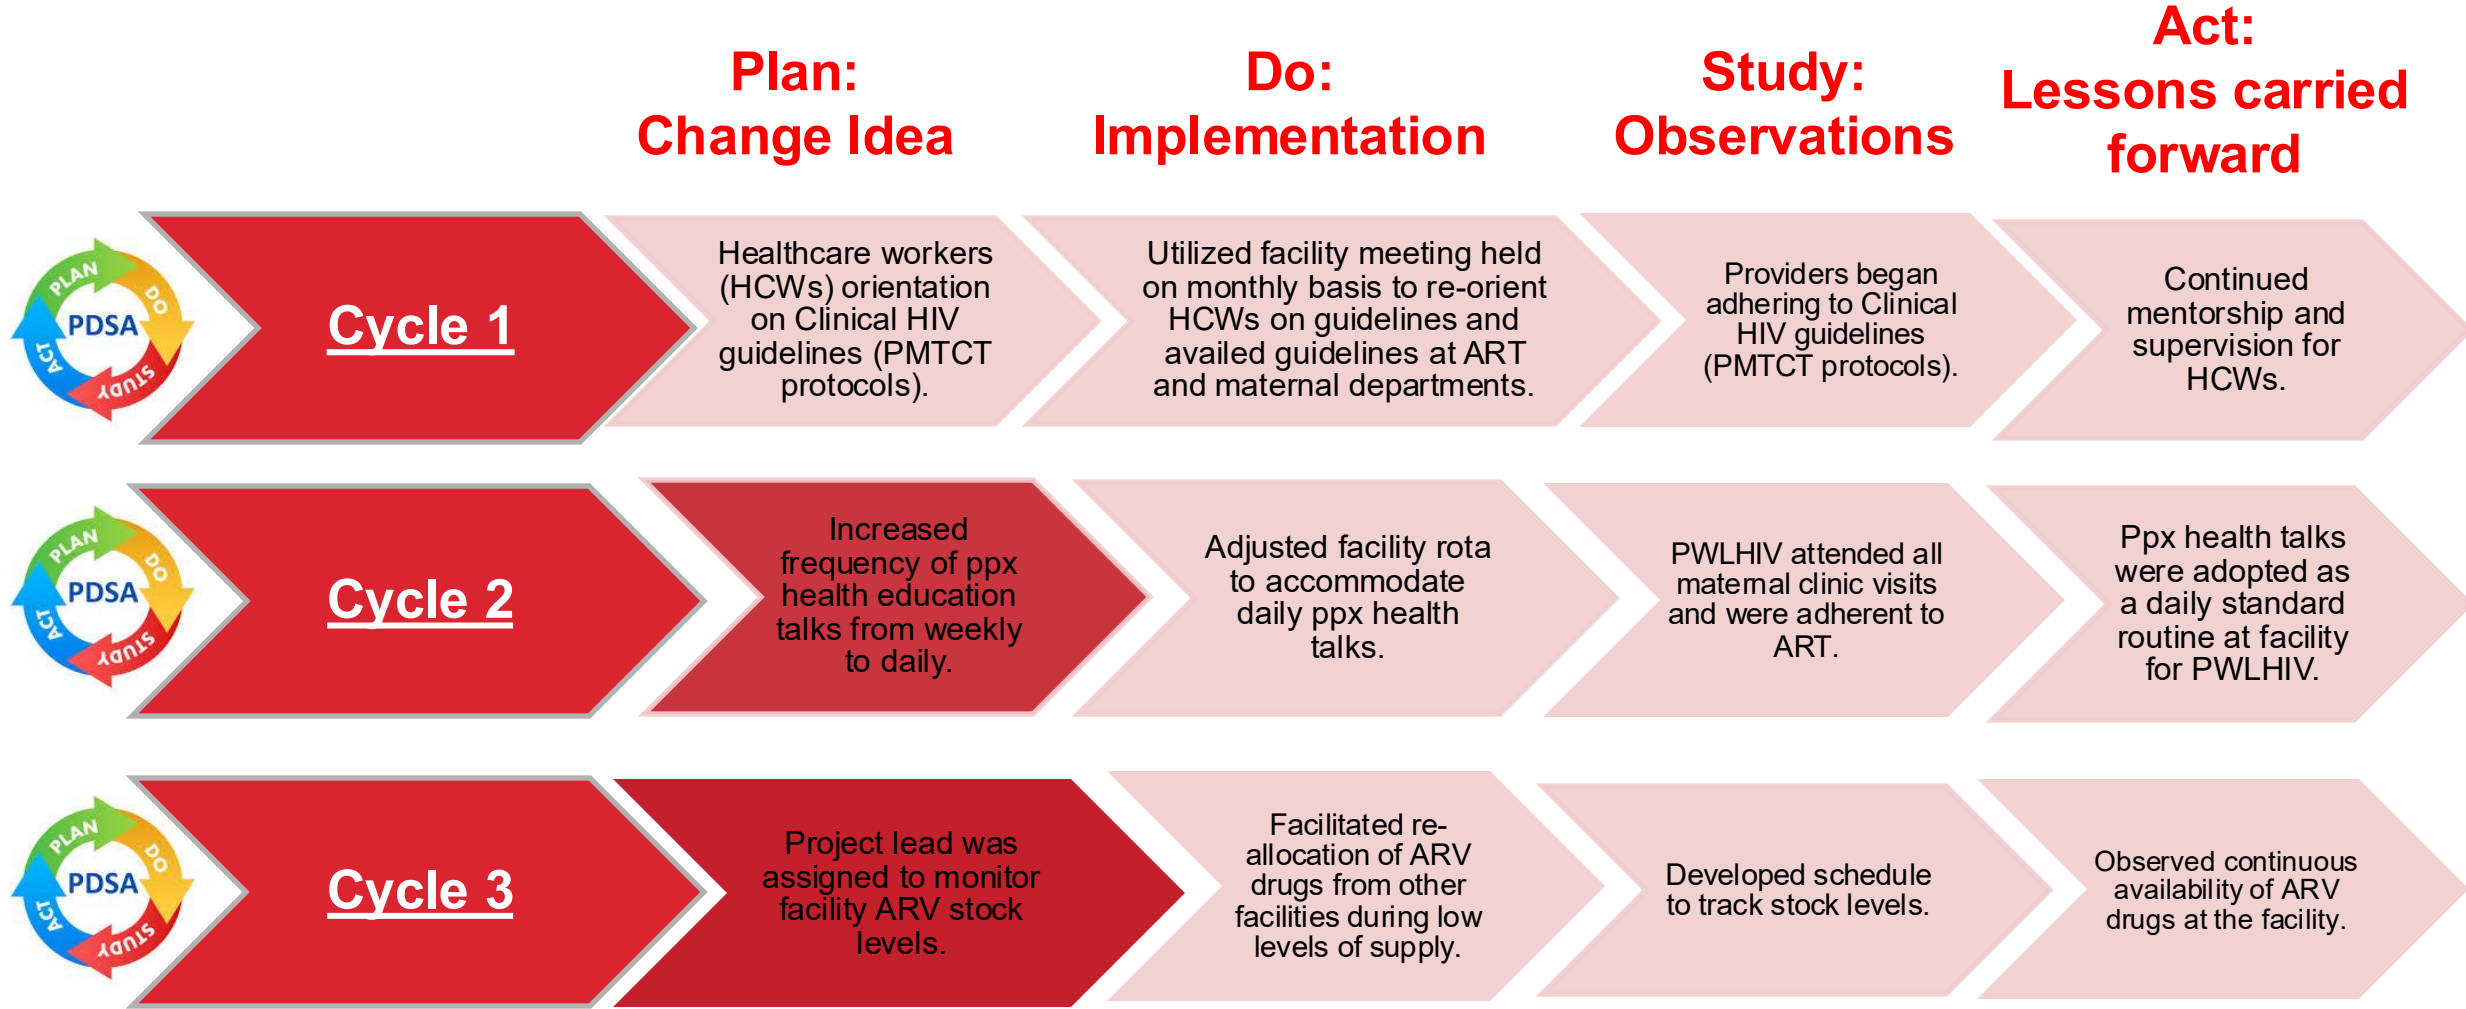 Plan:
Change Idea
Do:
Implementation
Study:
Observations
Act:
Lessons carried
forward
PLAN
DO
STUDY
ACT
PDSA
Cycle 1
Healthcare workers
(HCWs) orientation
on Clinical HIV
guidelines (PMTCT
protocols).
Utilized facility meeting held
on monthly basis to re-orient
HCWs on guidelines and
availed guidelines at ART
and maternal departments.
Providers began
adhering to Clinical
HIV guidelines
(PMTCT protocols).
Continued
mentorship and
supervision for
HCWs.
PLAN
DO
STUDY
ACT
PDSA
Cycle 2
Increased
frequency of ppx
health education
talks from weekly
to daily.
Adjusted facility rota
to accommodate
daily ppx health
talks.
PWLHIV attended all
maternal clinic visits
and were adherent to
ART.
Ppx health talks
were adopted as
a daily standard
routine at facility
for PWLHIV.
PLAN
DO
STUDY
ACT
PDSA
Cycle 3
Project lead was
assigned to monitor
facility ARV stock
levels.
Facilitated re-
allocation of ARV
drugs from other
facilities during low
levels of supply.
Developed schedule
to track stock levels.
Observed continuous
availability of ARV
drugs at the facility.